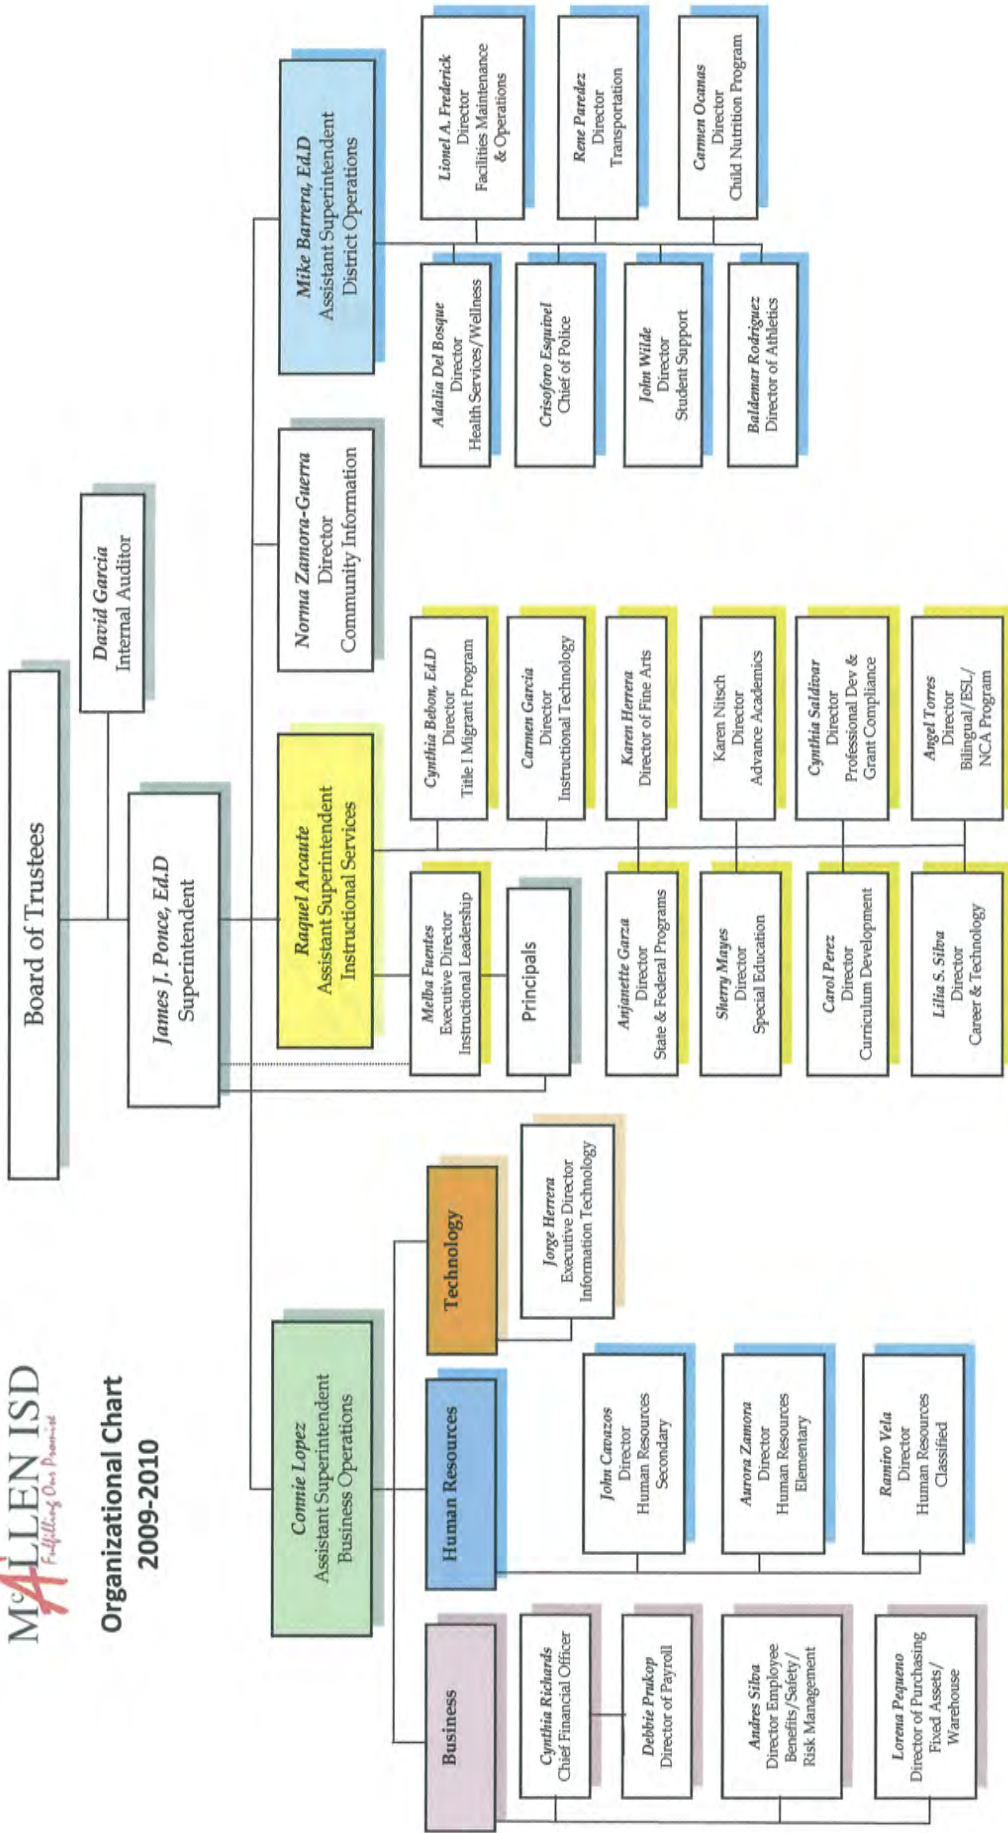 McALLEN ISD
Fulfilling Our Promise
Organizational Chart
2009-2010
Board of Trustees
David Garcia
Internal Auditor
James J. Ponce, Ed.D
Superintendent
Connie Lopez
Assistant Superintendent
Business Operations
Raquel Arcaute
Assistant Superintendent
Instructional Services
Norma Zamora-Guerra
Director
Community Information
Mike Barrera, Ed.D
Assistant Superintendent
District Operations
Business
Human Resources
Technology
Cynthia Richards
Chief Financial Officer
Debbie Prukop
Director of Payroll
Andres Silva
Director Employee
Benefits/Safety/
Risk Management
Lorena Pequeno
Director of Purchasing
Fixed Assets/
Warehouse
John Cavazos
Director
Human Resources
Secondary
Aurora Zamora
Director
Human Resources
Elementary
Ramiro Vela
Director
Human Resources
Classified
Jorge Herrera
Executive Director
Information Technology
Melba Fuentes
Executive Director
Instructional Leadership
Principals
Anjanette Garza
Director
State & Federal Programs
Sherry Mayes
Director
Special Education
Carol Perez
Director
Curriculum Development
Lilia S. Silva
Director
Career & Technology
Cynthia Bebon, Ed.D
Director
Title I Migrant Program
Carmen Garcia
Director
Instructional Technology
Karen Herrera
Director of Fine Arts
Karen Nitsch
Director
Advance Academics
Cynthia Saldivar
Director
Professional Dev &
Grant Compliance
Angel Torres
Director
Bilingual/ESL/
NCA Program
Adalia Del Bosque
Director
Health Services/Wellness
Crisoforo Esquivel
Chief of Police
John Wilde
Director
Student Support
Baldemar Rodriguez
Director of Athletics
Lionel A. Frederick
Director
Facilities Maintenance
& Operations
Rene Paredez
Director
Transportation
Carmen Ocanas
Director
Child Nutrition Program